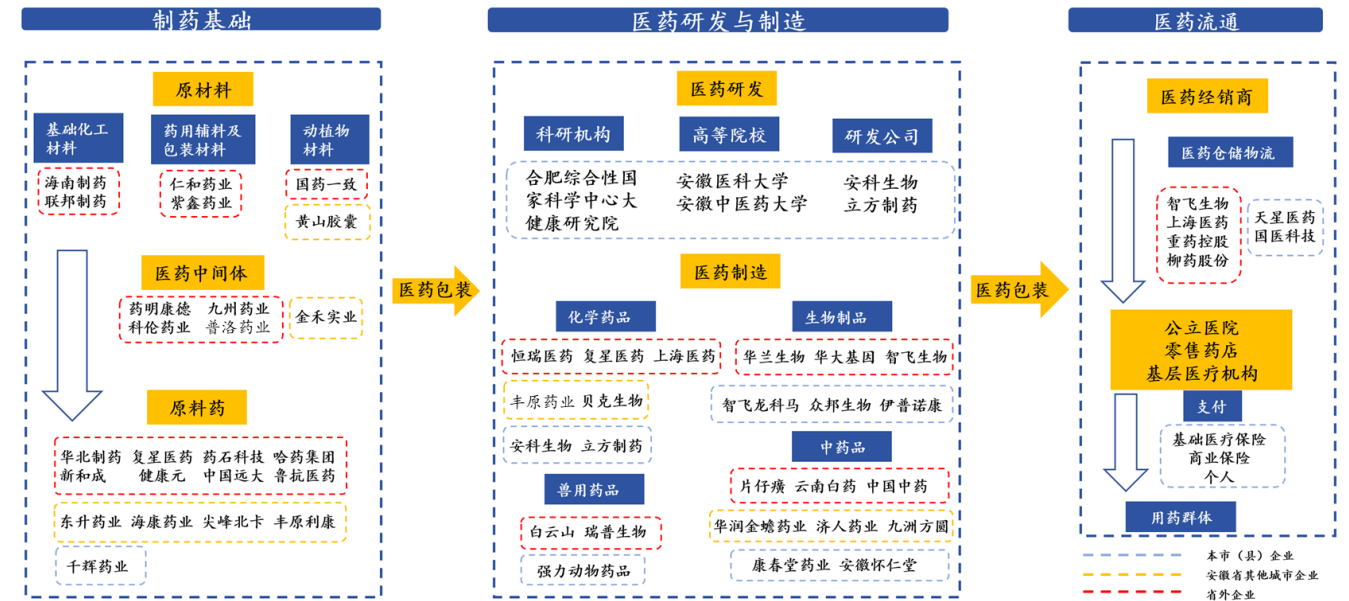 制药基础
原材料
基础化工
材料
药用辅料及
包装材料
动植物
材料
海南制药
联邦制药
仁和药业
紫鑫药业
国药一致
黄山胶囊
医药中间体
药明康德 九州药业
科伦药业 普洛药业
金禾实业
原料药
华北制药 复星医药 药石科技 哈药集团
新和成 健康元 中国远大 鲁抗医药
东升药业 海康药业 尖峰北卡 丰原利康
千辉药业
医药包装
医药研发与制造
医药研发
科研机构
高等院校
研发公司
合肥综合性国
家科学中心大
健康研究院
安徽医科大学
安徽中医药大学
安科生物
立方制药
医药制造
化学药品
恒瑞医药 复星医药 上海医药
丰原药业 贝克生物
安科生物 立方制药
兽用药品
白云山 瑞普生物
强力动物药品
生物制品
华兰生物 华大基因 智飞生物
智飞龙科马 众邦生物 伊普诺康
中药品
片仔癀 云南白药 中国中药
华润金蟾药业 济人药业 九洲方圆
康春堂药业 安徽怀仁堂
医药包装
医药流通
医药经销商
医药仓储物流
智飞生物
上海医药
重药控股
柳药股份
天星医药
国医科技
公立医院
零售药店
基层医疗机构
支付
基础医疗保险
商业保险
个人
用药群体
本市（县）企业
安徽省其他城市企业
省外企业